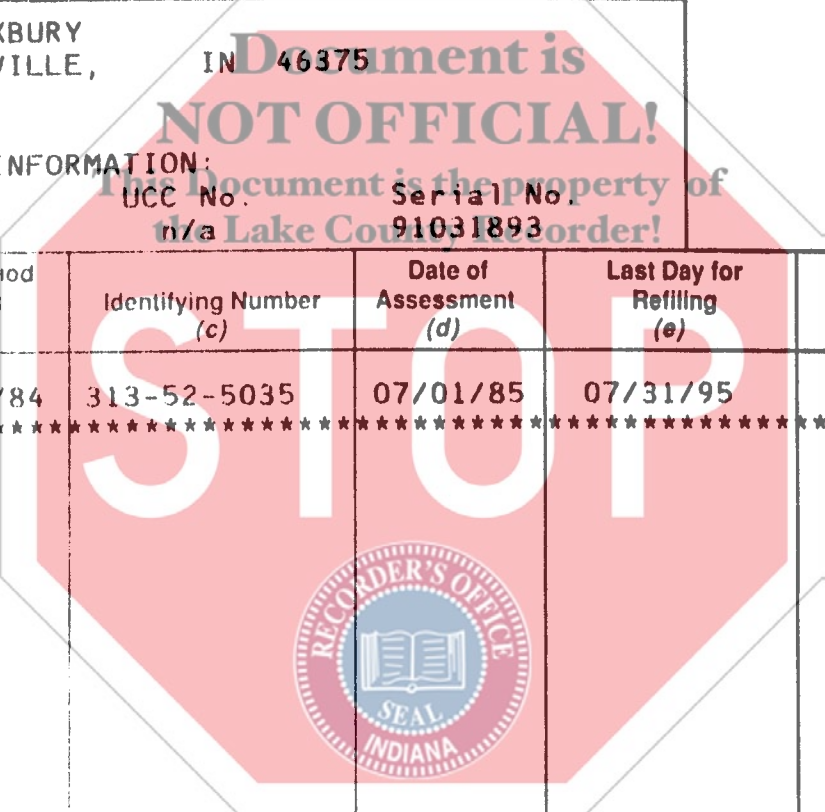 XBURY
VILLE, IN 46375
Document is
NOT OFFICIAL!
INFORMATION:
This Document is the property of
UCC No. Serial No.
the Lake County Recorder!
n/a 91031893
Identifying Number
(c)
Date of
Assessment
(d)
Last Day for
Refiling
(e)
/84 313-52-5035 07/01/85 07/31/95
STOP
RECORDER'S OFFICE
SEAL
INDIANA